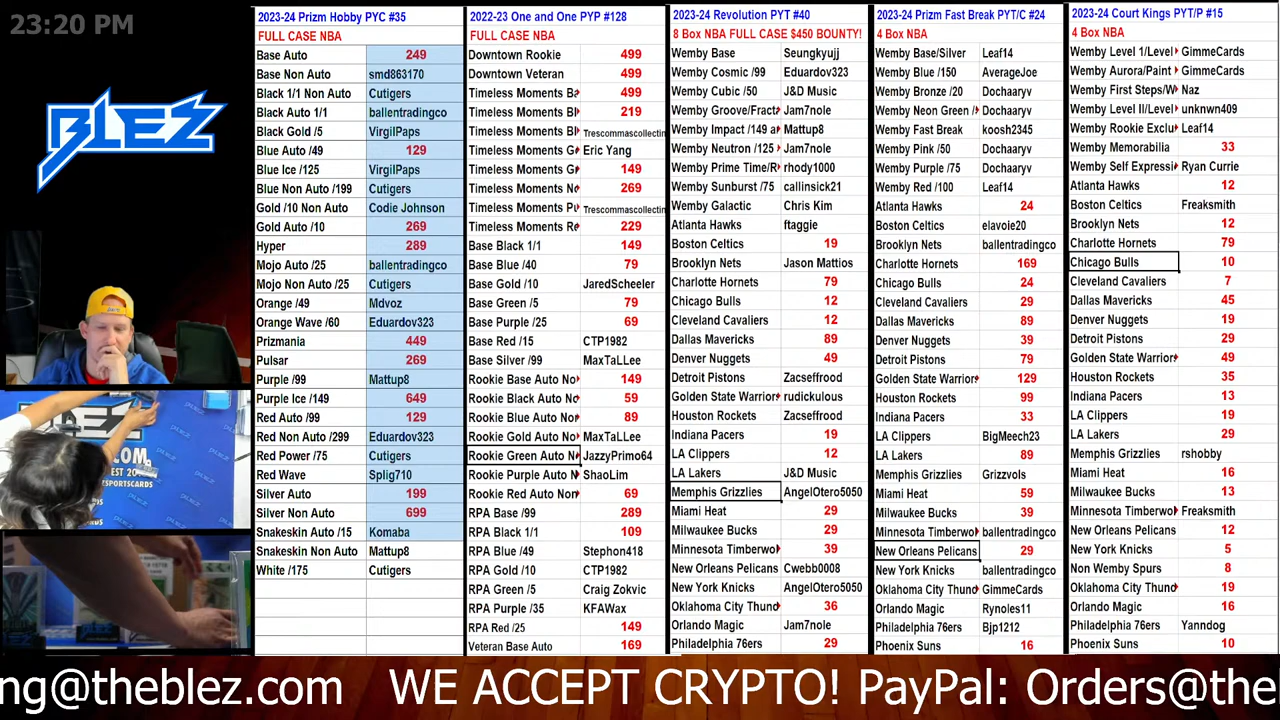 23:20 PM
BLEZ
2023-24 Prizm Hobby PYC #35
FULL CASE NBA
Base Auto 249
Base Non Auto smd863170
Black 1/1 Non Auto Cutigers
Black Auto 1/1 ballentradingco
Black Gold /5 VirgilPaps
Blue Auto /49 129
Blue Ice /125 VirgilPaps
Blue Non Auto /199 Cutigers
Gold /10 Non Auto Codie Johnson
Gold Auto /10 269
Hyper 289
Mojo Auto /25 ballentradingco
Mojo Non Auto /25 Cutigers
Orange /49 Mdvoz
Orange Wave /60 Eduardov323
Prizmania 449
Pulsar 269
Purple /99 Mattup8
Purple Ice /149 649
Red Auto /99 129
Red Non Auto /299 Eduardov323
Red Power /75 Cutigers
Red Wave Splig710
Silver Auto 199
Silver Non Auto 699
Snakeskin Auto /15 Komaba
Snakeskin Non Auto Mattup8
White /175 Cutigers
2022-23 One and One PYP #128
FULL CASE NBA
Downtown Rookie 499
Downtown Veteran 499
Timeless Moments Ba 499
Timeless Moments Bl 219
Timeless Moments Bl Trescommascollectin
Timeless Moments G Eric Yang
Timeless Moments G 149
Timeless Moments No 269
Timeless Moments Pu Trescommascollectin
Timeless Moments Re 229
Base Black 1/1 149
Base Blue /40 79
Base Gold /10 JaredScheeler
Base Green /5 79
Base Purple /25 69
Base Red /15 CTP1982
Base Silver /99 MaxTaLLee
Rookie Base Auto No 149
Rookie Black Auto No 59
Rookie Blue Auto Non 89
Rookie Gold Auto No MaxTaLLee
Rookie Green Auto N JazzyPrimo64
Rookie Purple Auto N ShaoLim
Rookie Red Auto Non 69
RPA Base /99 289
RPA Black 1/1 109
RPA Blue /49 Stephon418
RPA Gold /10 CTP1982
RPA Green /5 Craig Zokvic
RPA Purple /35 KFAWax
RPA Red /25 149
Veteran Base Auto 169
2023-24 Revolution PYT #40
8 Box NBA FULL CASE $450 BOUNTY!
Wemby Base Seungkyujj
Wemby Cosmic /99 Eduardov323
Wemby Cubic /50 J&D Music
Wemby Groove/Fract Jam7nole
Wemby Impact /149 a Mattup8
Wemby Neutron /125 Jam7nole
Wemby Prime Time/R rhody1000
Wemby Sunburst /75 callinsick21
Wemby Galactic Chris Kim
Atlanta Hawks ftaggie
Boston Celtics 19
Brooklyn Nets Jason Mattios
Charlotte Hornets 79
Chicago Bulls 12
Cleveland Cavaliers 12
Dallas Mavericks 89
Denver Nuggets 49
Detroit Pistons Zacseffrood
Golden State Warrior rudickulous
Houston Rockets Zacseffrood
Indiana Pacers 19
LA Clippers 12
LA Lakers J&D Music
Memphis Grizzlies AngelOtero5050
Miami Heat 29
Milwaukee Bucks 29
Minnesota Timberwo 39
New Orleans Pelicans Cwebb0008
New York Knicks AngelOtero5050
Oklahoma City Thund 36
Orlando Magic Jam7nole
Philadelphia 76ers 29
2023-24 Prizm Fast Break PYT/C #24
4 Box NBA
Wemby Base/Silver Leaf14
Wemby Blue /150 AverageJoe
Wemby Bronze /20 Dochaaryv
Wemby Neon Green / Dochaaryv
Wemby Fast Break koosh2345
Wemby Pink /50 Dochaaryv
Wemby Purple /75 Dochaaryv
Wemby Red /100 Leaf14
Atlanta Hawks 24
Boston Celtics elavoie20
Brooklyn Nets ballentradingco
Charlotte Hornets 169
Chicago Bulls 24
Cleveland Cavaliers 29
Dallas Mavericks 89
Denver Nuggets 39
Detroit Pistons 79
Golden State Warrior 129
Houston Rockets 99
Indiana Pacers 33
LA Clippers BigMeech23
LA Lakers 89
Memphis Grizzlies Grizzvols
Miami Heat 59
Milwaukee Bucks 39
Minnesota Timberwo ballentradingco
New Orleans Pelicans 29
New York Knicks ballentradingco
Oklahoma City Thun GimmeCards
Orlando Magic Rynoles11
Philadelphia 76ers Bjp1212
Phoenix Suns 16
2023-24 Court Kings PYT/P #15
4 Box NBA
Wemby Level 1/Level GimmeCards
Wemby Aurora/Paint GimmeCards
Wemby First Steps/W Naz
Wemby Level II/Level unknwn409
Wemby Rookie Exclu Leaf14
Wemby Memorabilia 33
Wemby Self Expressi Ryan Currie
Atlanta Hawks 12
Boston Celtics Freaksmith
Brooklyn Nets 12
Charlotte Hornets 79
Chicago Bulls 10
Cleveland Cavaliers 7
Dallas Mavericks 45
Denver Nuggets 19
Detroit Pistons 29
Golden State Warrior 49
Houston Rockets 35
Indiana Pacers 13
LA Clippers 19
LA Lakers 29
Memphis Grizzlies rshobby
Miami Heat 16
Milwaukee Bucks 13
Minnesota Timberwo Freaksmith
New Orleans Pelicans 12
New York Knicks 5
Non Wemby Spurs 8
Oklahoma City Thun 19
Orlando Magic 16
Philadelphia 76ers Yanndog
Phoenix Suns 10
ng@theblez.com WE ACCEPT CRYPTO! PayPal: Orders@the